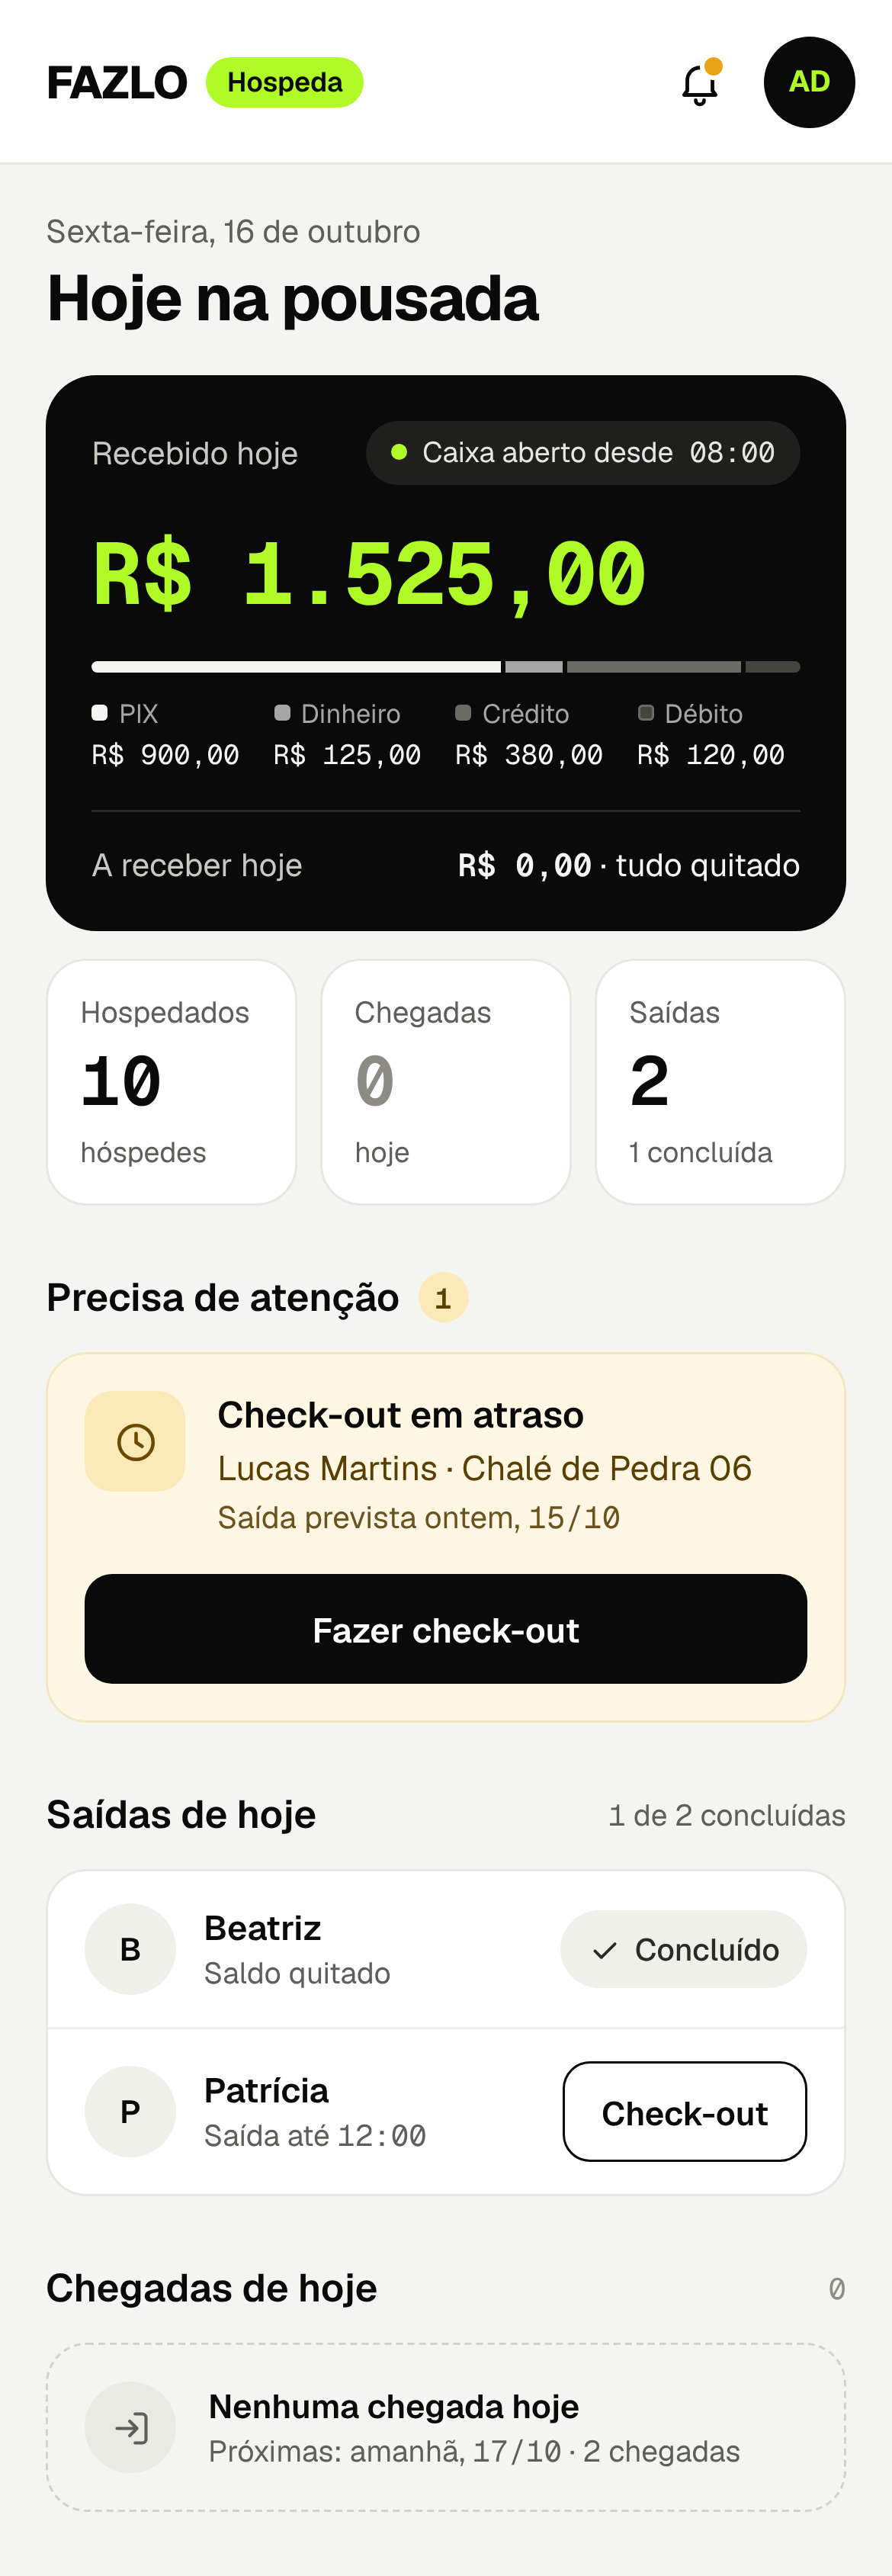 FAZLO Hospeda AD
Sexta-feira, 16 de outubro
Hoje na pousada
Recebido hoje Caixa aberto desde 08:00
R$ 1.525,00
PIX Dinheiro Crédito Débito
R$ 900,00 R$ 125,00 R$ 380,00 R$ 120,00
A receber hoje R$ 0,00 · tudo quitado
Hospedados Chegadas Saídas
10 0 2
hóspedes hoje 1 concluída
Precisa de atenção 1
Check-out em atraso
Lucas Martins · Chalé de Pedra 06
Saída prevista ontem, 15/10
Fazer check-out
Saídas de hoje 1 de 2 concluídas
B Beatriz Concluído
Saldo quitado
P Patrícia Check-out
Saída até 12:00
Chegadas de hoje 0
Nenhuma chegada hoje
Próximas: amanhã, 17/10 · 2 chegadas